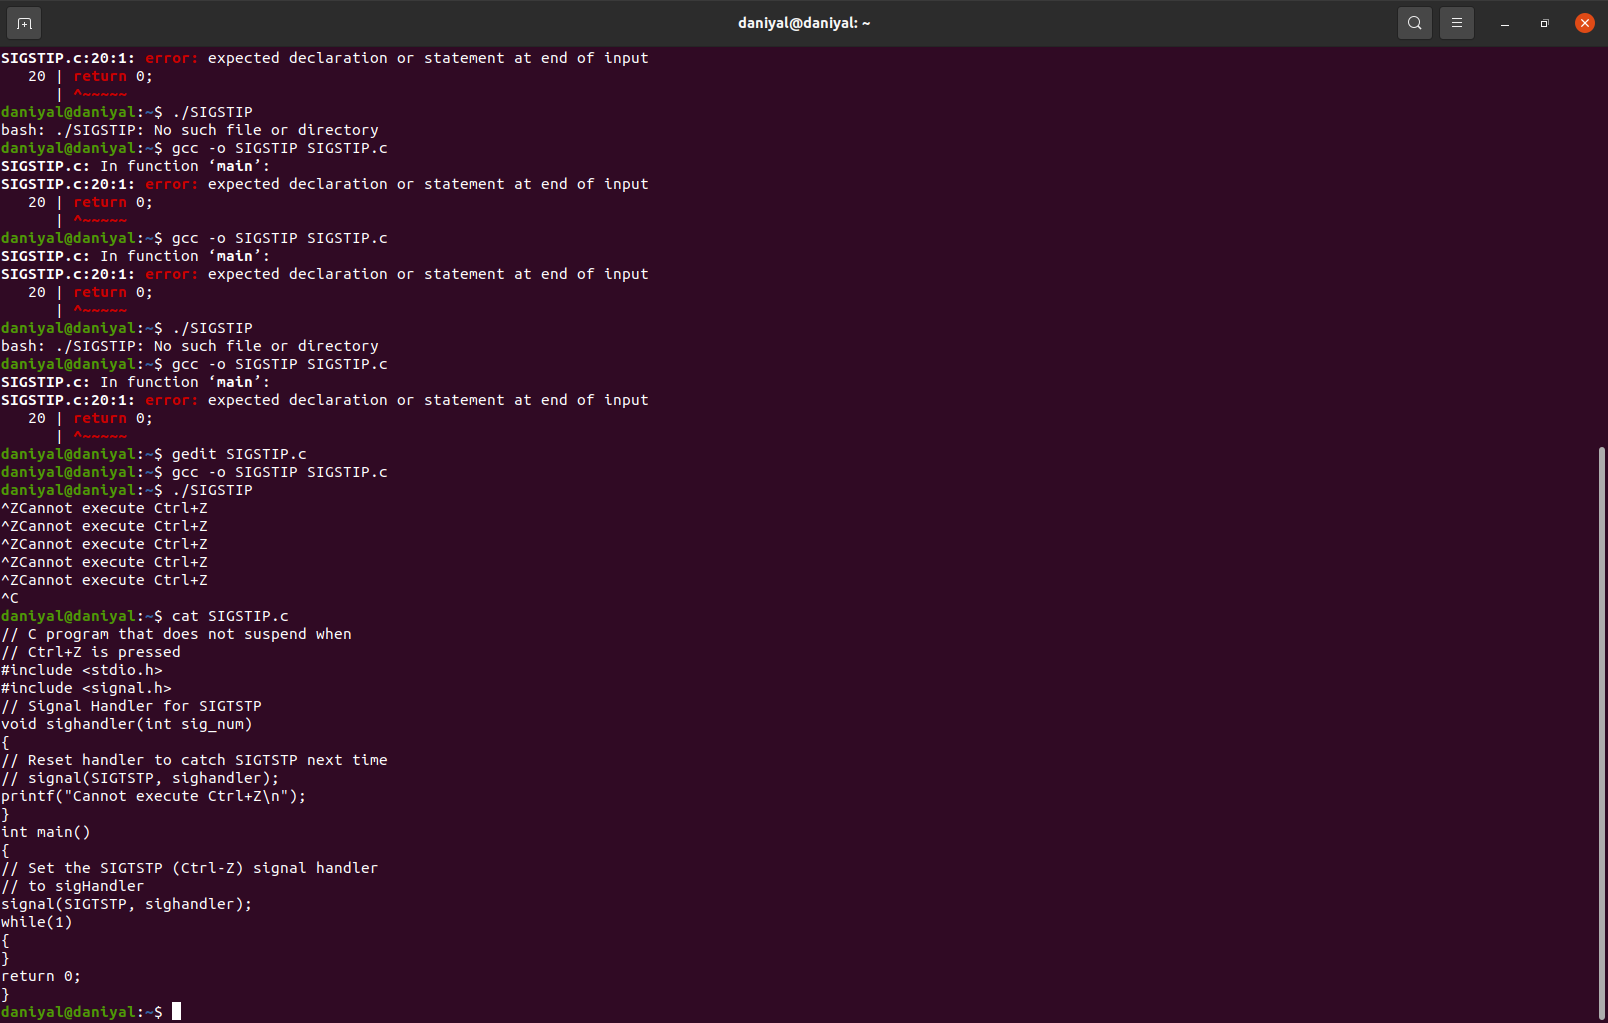 daniyal@daniyal: ~
SIGSTIP.c:20:1: error: expected declaration or statement at end of input
   20 | return 0;
      | ^~~~~~
daniyal@daniyal:~$ ./SIGSTIP
bash: ./SIGSTIP: No such file or directory
daniyal@daniyal:~$ gcc -o SIGSTIP SIGSTIP.c
SIGSTIP.c: In function ‘main’:
SIGSTIP.c:20:1: error: expected declaration or statement at end of input
   20 | return 0;
      | ^~~~~~
daniyal@daniyal:~$ gcc -o SIGSTIP SIGSTIP.c
SIGSTIP.c: In function ‘main’:
SIGSTIP.c:20:1: error: expected declaration or statement at end of input
   20 | return 0;
      | ^~~~~~
daniyal@daniyal:~$ ./SIGSTIP
bash: ./SIGSTIP: No such file or directory
daniyal@daniyal:~$ gcc -o SIGSTIP SIGSTIP.c
SIGSTIP.c: In function ‘main’:
SIGSTIP.c:20:1: error: expected declaration or statement at end of input
   20 | return 0;
      | ^~~~~~
daniyal@daniyal:~$ gedit SIGSTIP.c
daniyal@daniyal:~$ gcc -o SIGSTIP SIGSTIP.c
daniyal@daniyal:~$ ./SIGSTIP
^ZCannot execute Ctrl+Z
^ZCannot execute Ctrl+Z
^ZCannot execute Ctrl+Z
^ZCannot execute Ctrl+Z
^ZCannot execute Ctrl+Z
^C
daniyal@daniyal:~$ cat SIGSTIP.c
// C program that does not suspend when
// Ctrl+Z is pressed
#include <stdio.h>
#include <signal.h>
// Signal Handler for SIGTSTP
void sighandler(int sig_num)
{
// Reset handler to catch SIGTSTP next time
// signal(SIGTSTP, sighandler);
printf("Cannot execute Ctrl+Z\n");
}
int main()
{
// Set the SIGTSTP (Ctrl-Z) signal handler
// to sigHandler
signal(SIGTSTP, sighandler);
while(1)
{
}
return 0;
}
daniyal@daniyal:~$